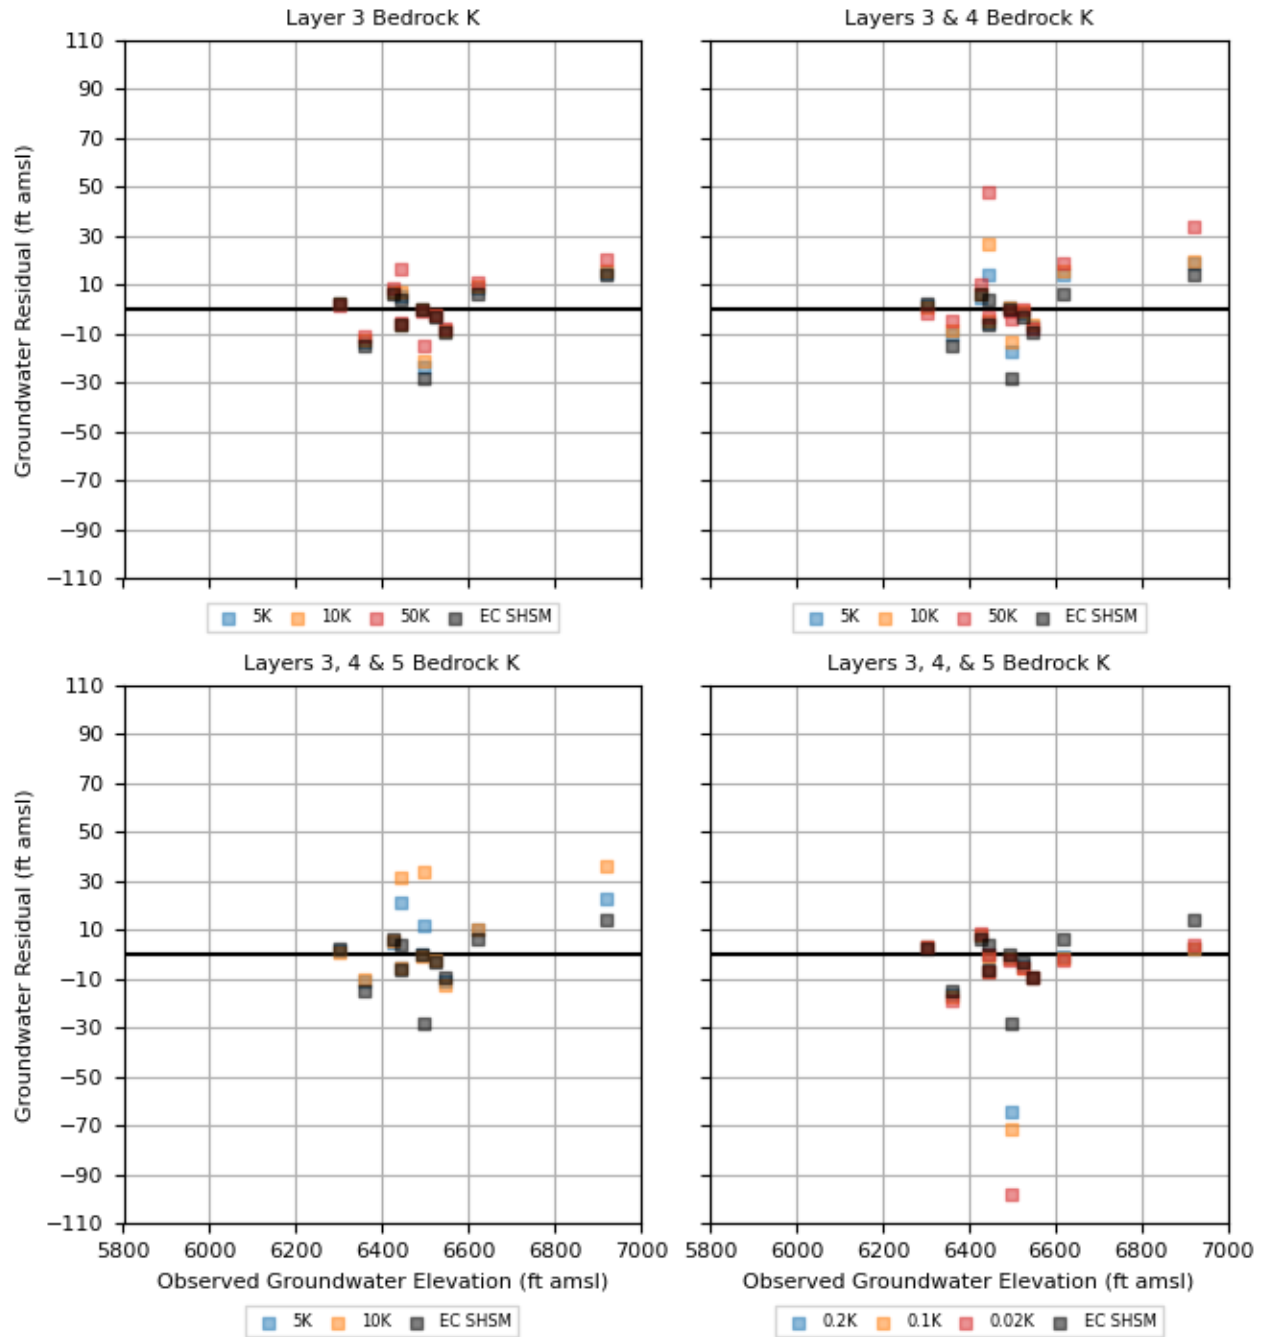 Layer 3 Bedrock K
Layers 3 & 4 Bedrock K
110
90
70
50
30
10
−10
−30
−50
−70
−90
−110
Groundwater Residual (ft amsl)
5K 10K 50K EC SHSM
5K 10K 50K EC SHSM
Layers 3, 4 & 5 Bedrock K
Layers 3, 4, & 5 Bedrock K
110
90
70
50
30
10
−10
−30
−50
−70
−90
−110
Groundwater Residual (ft amsl)
5800 6000 6200 6400 6600 6800 7000
5800 6000 6200 6400 6600 6800 7000
Observed Groundwater Elevation (ft amsl)
Observed Groundwater Elevation (ft amsl)
5K 10K EC SHSM
0.2K 0.1K 0.02K EC SHSM